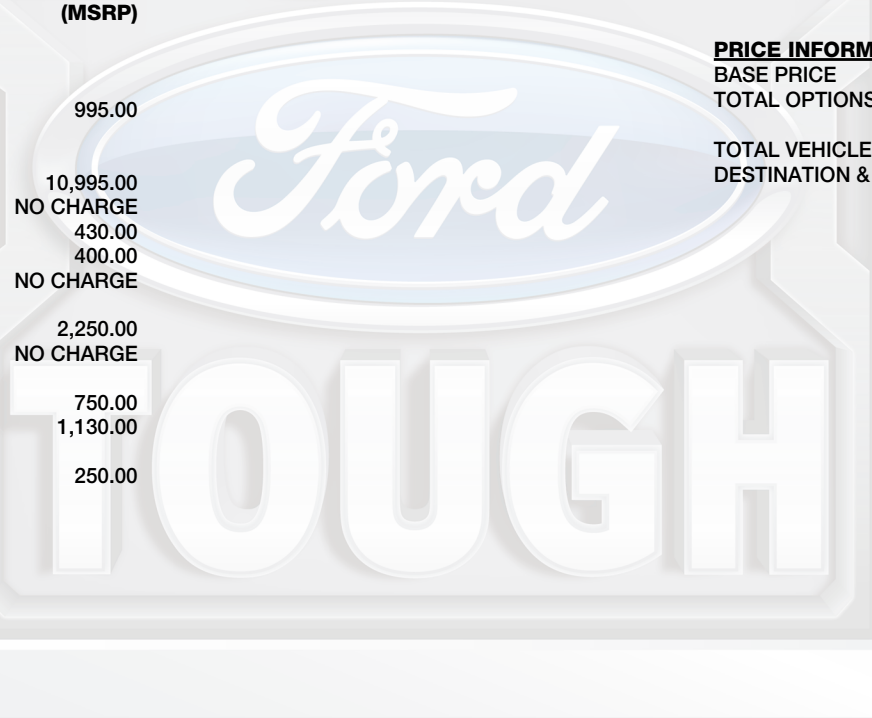 (MSRP)
995.00
10,995.00
NO CHARGE
430.00
400.00
NO CHARGE
2,250.00
NO CHARGE
750.00
1,130.00
250.00
PRICE INFORM
BASE PRICE
TOTAL OPTIONS
TOTAL VEHICLE
DESTINATION &
Ford
TOUGH